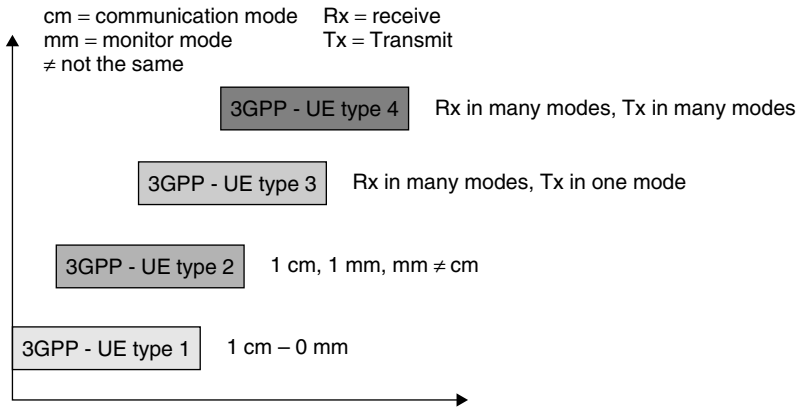 cm = communication mode Rx = receive
mm = monitor mode Tx = Transmit
≠ not the same
3GPP - UE type 4 Rx in many modes, Tx in many modes
3GPP - UE type 3 Rx in many modes, Tx in one mode
3GPP - UE type 2 1 cm, 1 mm, mm ≠ cm
3GPP - UE type 1 1 cm – 0 mm